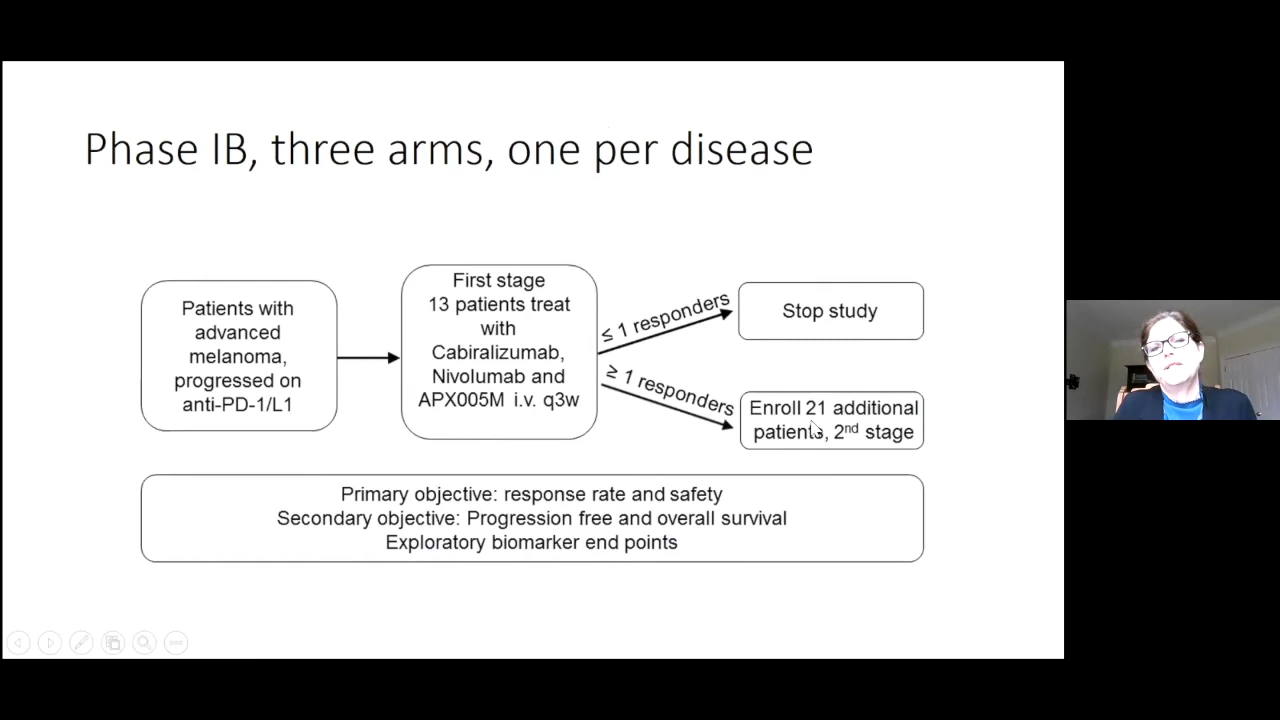 Phase IB, three arms, one per disease
Patients with
advanced
melanoma,
progressed on
anti-PD-1/L1
First stage
13 patients treat
with
Cabiralizumab,
Nivolumab and
APX005M i.v. q3w
≤ 1 responders
Stop study
≥ 1 responders
Enroll 21 additional
patients, 2nd stage
Primary objective: response rate and safety
Secondary objective: Progression free and overall survival
Exploratory biomarker end points